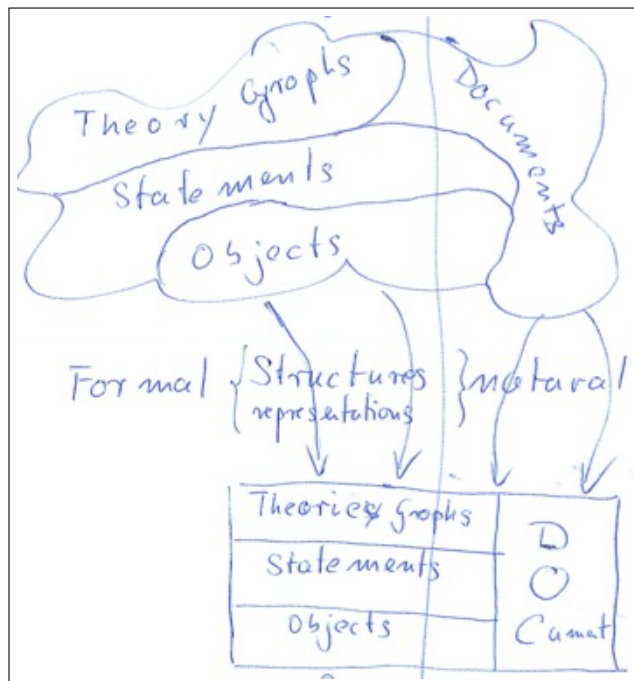 Theory Graphs
Statements
Objects
Documents
Formal { Structures } natural
{ representations
Theories graphs
Statements
Objects
D
O
Cumat